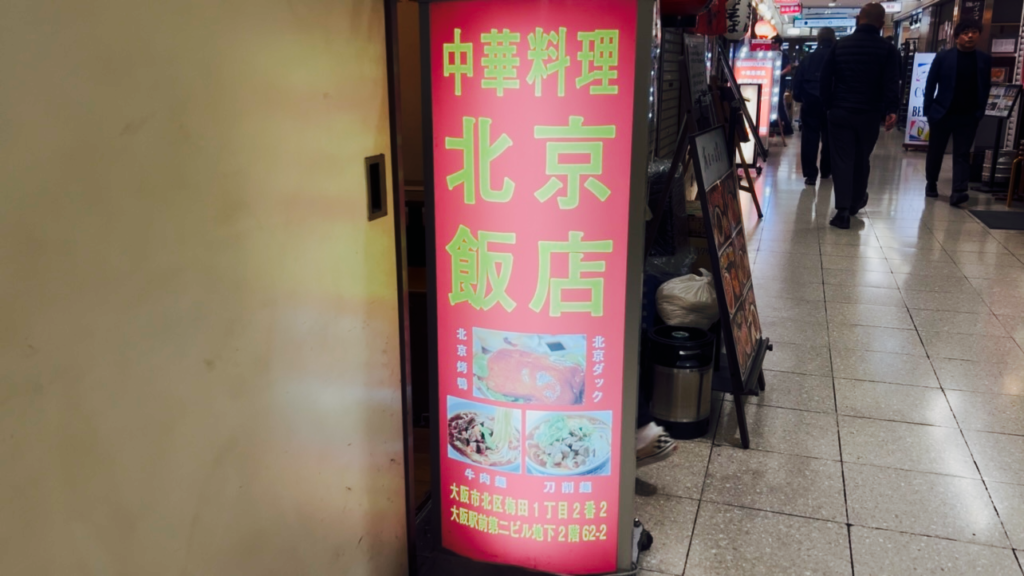 中華料理
北京
飯店
北京烤鴨
北京ダック
牛肉麺
刀削麺
大阪市北区梅田1丁目2番2
大阪駅前第二ビル地下2階62-2